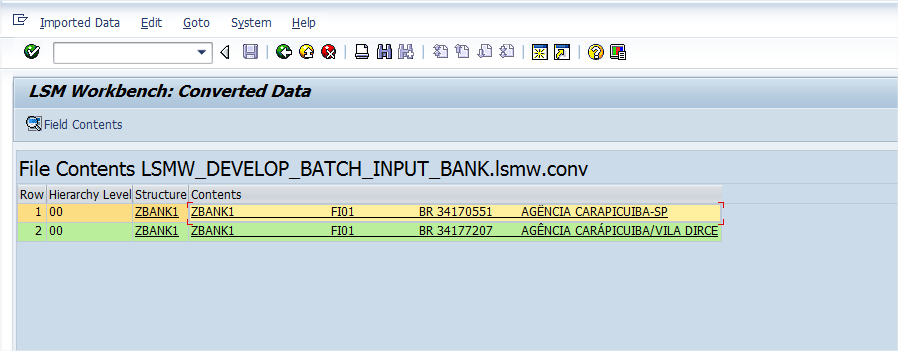 Imported Data Edit Goto System Help
LSM Workbench: Converted Data
Field Contents
File Contents LSMW_DEVELOP_BATCH_INPUT_BANK.lsmw.conv
Row Hierarchy Level Structure Contents
1 00 ZBANK1 ZBANK1 FI01 BR 34170551 AGÊNCIA CARAPICUIBA-SP
2 00 ZBANK1 ZBANK1 FI01 BR 34177207 AGÊNCIA CARÁPICUIBA/VILA DIRCE